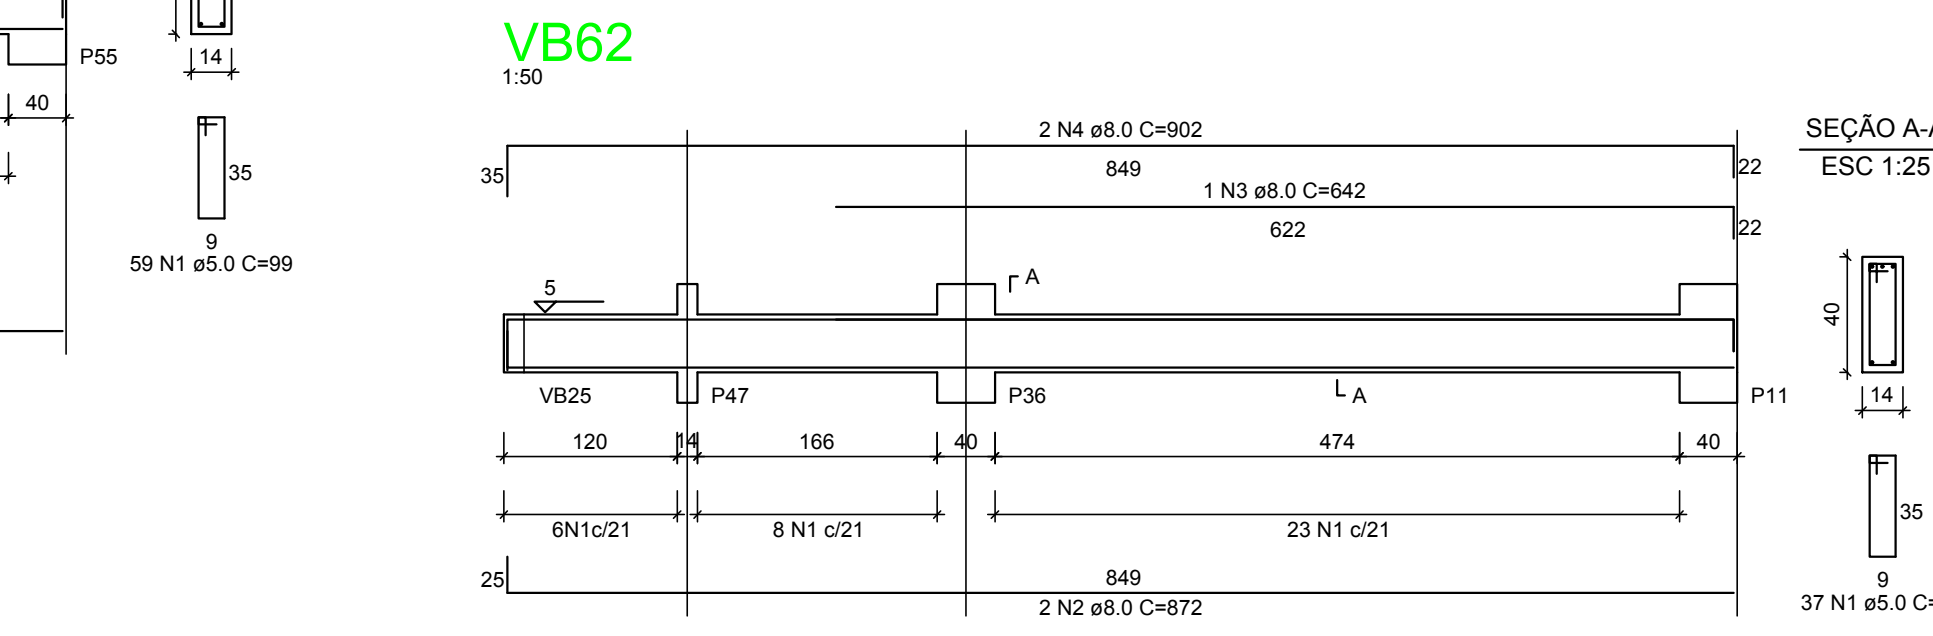 P55
14
40
35
9
59 N1 ø5.0 C=99
VB62
1:50
2 N4 ø8.0 C=902
35
849
22
1 N3 ø8.0 C=642
622
22
SEÇÃO A-A
ESC 1:25
5
A
VB25
P47
P36
A
P11
120
14
166
40
474
40
6N1c/21
8 N1 c/21
23 N1 c/21
25
849
2 N2 ø8.0 C=872
40
14
35
9
37 N1 ø5.0 C=